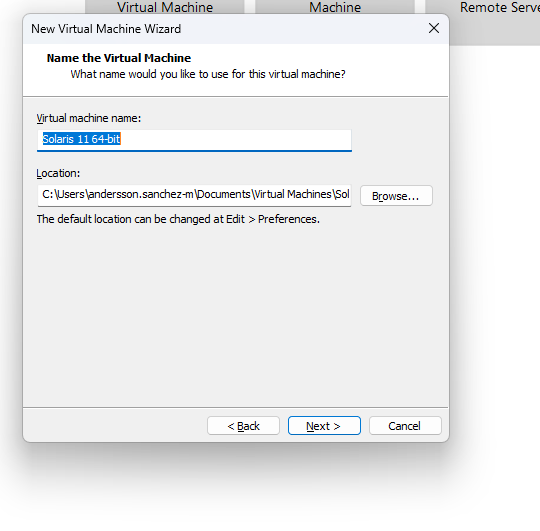 Virtual Machine
Machine
Remote Serve
New Virtual Machine Wizard
Name the Virtual Machine
What name would you like to use for this virtual machine?
Virtual machine name:
Solaris 11 64-bit
Location:
C:\Users\andersson.sanchez-m\Documents\Virtual Machines\Sol
Browse...
The default location can be changed at Edit > Preferences.
< Back
Next >
Cancel